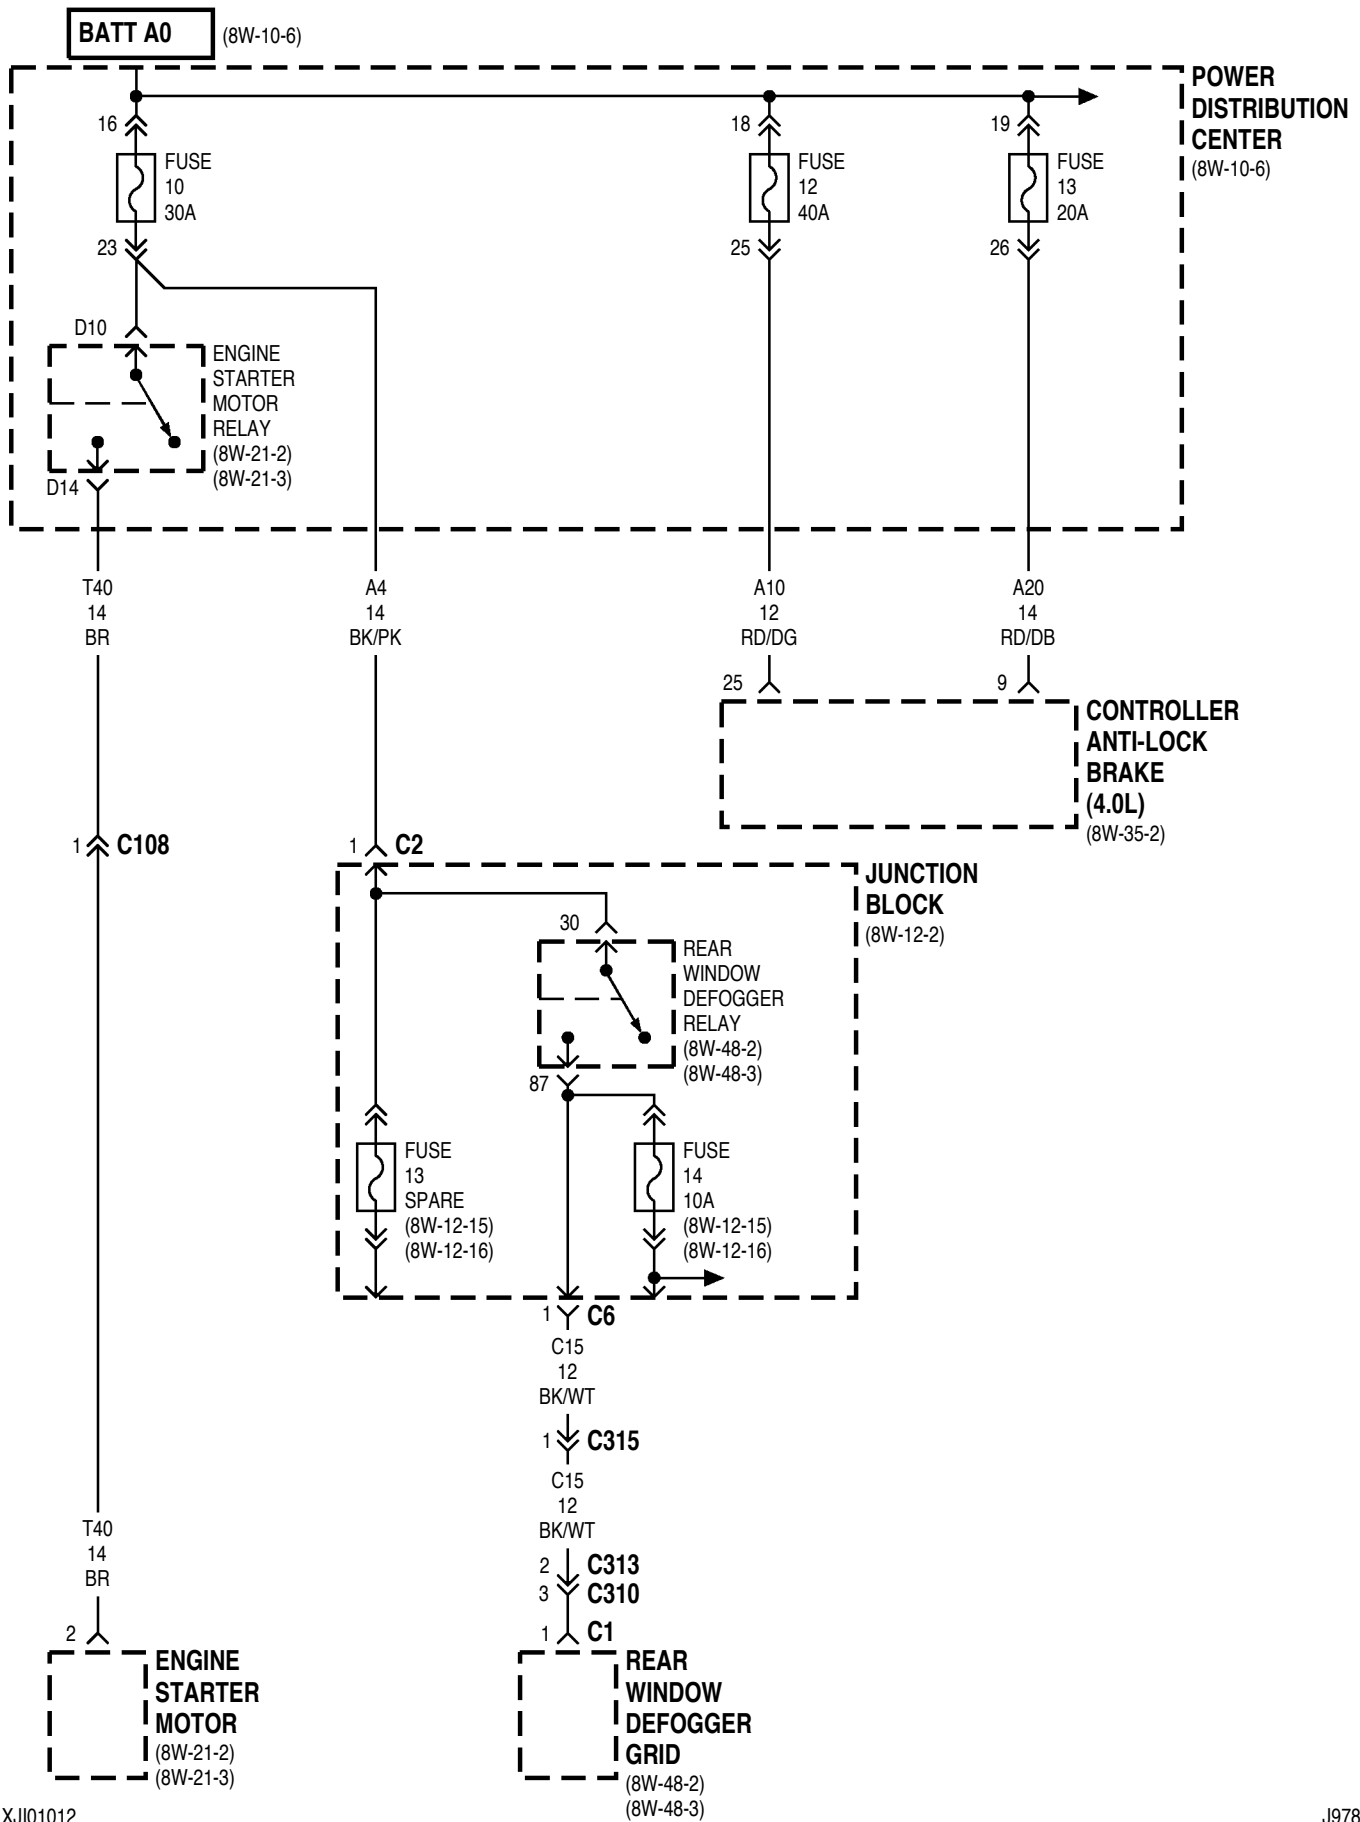 BATT A0
(8W-10-6)
POWER
DISTRIBUTION
CENTER
(8W-10-6)
16
FUSE
10
30A
23
18
FUSE
12
40A
25
19
FUSE
13
20A
26
D10
ENGINE
STARTER
MOTOR
RELAY
(8W-21-2)
(8W-21-3)
D14
T40
14
BR
A4
14
BK/PK
A10
12
RD/DG
A20
14
RD/DB
25
9
CONTROLLER
ANTI-LOCK
BRAKE
(4.0L)
(8W-35-2)
1
C108
1
C2
JUNCTION
BLOCK
(8W-12-2)
30
REAR
WINDOW
DEFOGGER
RELAY
(8W-48-2)
(8W-48-3)
87
FUSE
13
SPARE
(8W-12-15)
(8W-12-16)
FUSE
14
10A
(8W-12-15)
(8W-12-16)
1
C6
C15
12
BK/WT
1
C315
C15
12
BK/WT
2
C313
3
C310
1
C1
T40
14
BR
2
ENGINE
STARTER
MOTOR
(8W-21-2)
(8W-21-3)
REAR
WINDOW
DEFOGGER
GRID
(8W-48-2)
(8W-48-3)
XJI01012
J978